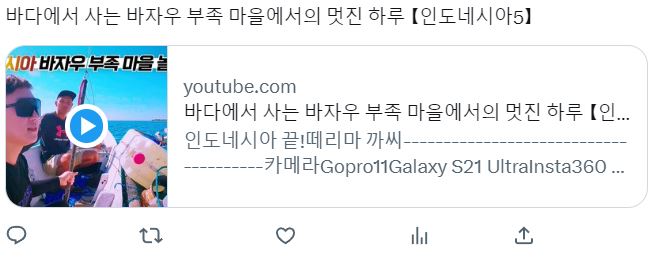 바다에서 사는 바자우 부족 마을에서의 멋진 하루 【인도네시아5】
시아 바자우 부족 마을 놀
youtube.com
바다에서 사는 바자우 부족 마을에서의 멋진 하루 【인...
인도네시아 끝!떼리마 까씨----------------------------
------------------카메라Gopro11Galaxy S21 UltraInsta360 ...